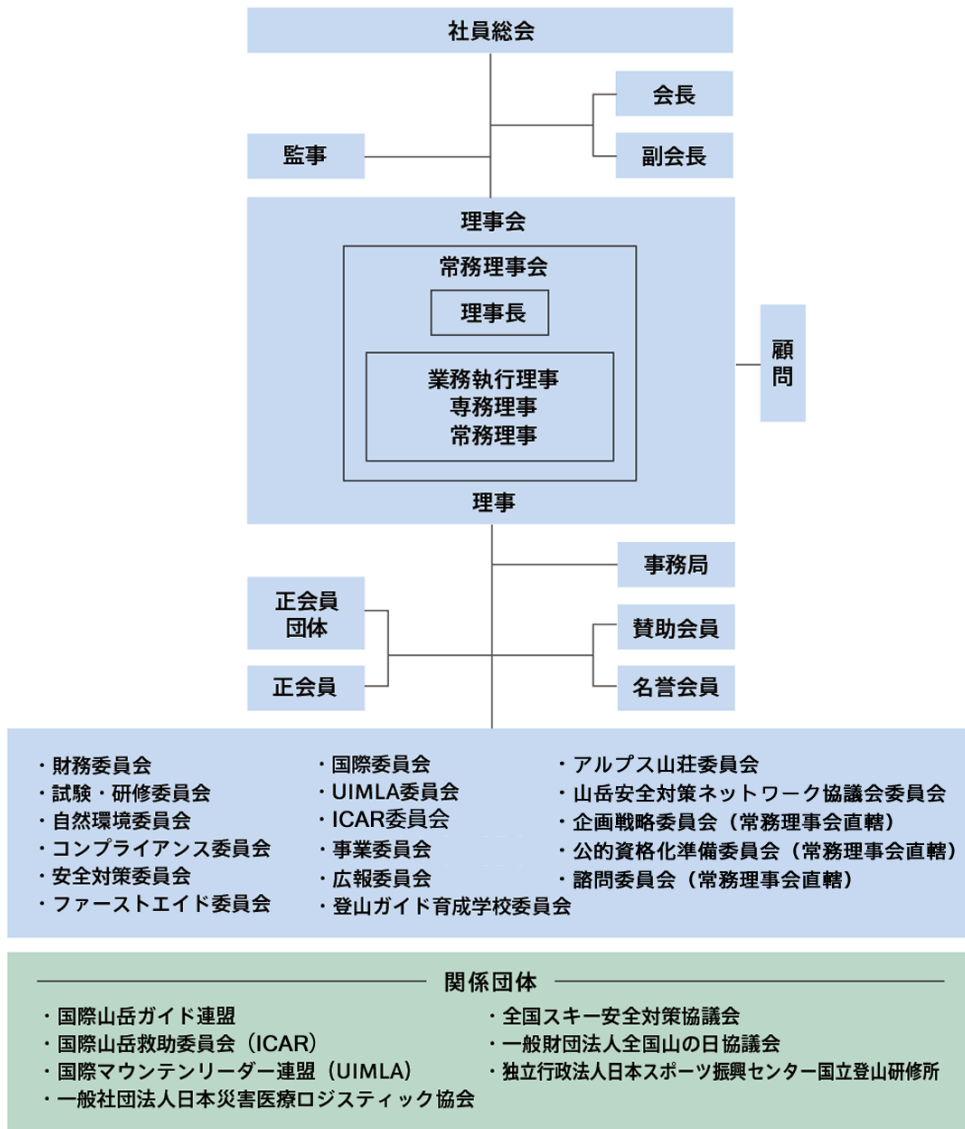 社員総会
会長
監事
副会長
理事会
常務理事会
理事長
業務執行理事
専務理事
常務理事
理事
顧
問
事務局
正会員
団体
賛助会員
正会員
名誉会員
・財務委員会
・試験・研修委員会
・自然環境委員会
・コンプライアンス委員会
・安全対策委員会
・ファーストエイド委員会
・国際委員会
・UIMLA委員会
・ICAR委員会
・事業委員会
・広報委員会
・登山ガイド育成学校委員会
・アルプス山荘委員会
・山岳安全対策ネットワーク協議会委員会
・企画戦略委員会（常務理事会直轄）
・公的資格化準備委員会（常務理事会直轄）
・諮問委員会（常務理事会直轄）
関係団体
・国際山岳ガイド連盟
・国際山岳救助委員会（ICAR）
・国際マウンテンリーダー連盟（UIMLA）
・一般社団法人日本災害医療ロジスティック協会
・全国スキー安全対策協議会
・一般財団法人全国山の日協議会
・独立行政法人日本スポーツ振興センター国立登山研修所